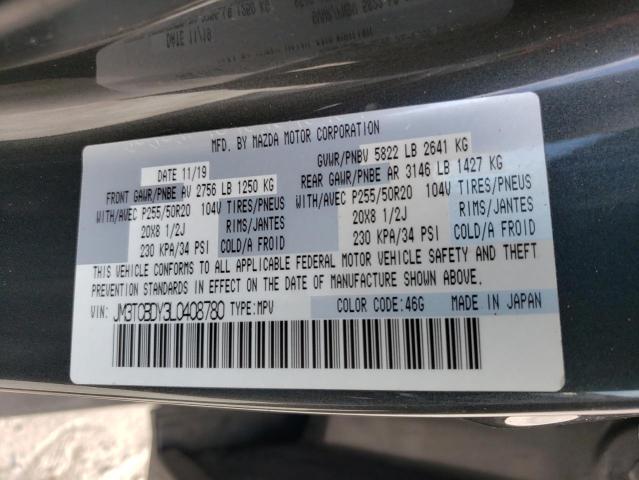 MFG. BY MAZDA MOTOR CORPORATION
DATE 11/19 GVWR/PNBV 5822 LB 2641 KG
FRONT GAWR/PNBE AV 2756 LB 1250 KG REAR GAWR/PNBE AR 3146 LB 1427 KG
WITH/AVEC P255/50R20 104V TIRES/PNEUS WITH/AVEC P255/50R20 104V TIRES/PNEUS
20X8 1/2J RIMS/JANTES 20X8 1/2J RIMS/JANTES
230 KPA/34 PSI COLD/A FROID 230 KPA/34 PSI COLD/A FROID
THIS VEHICLE CONFORMS TO ALL APPLICABLE FEDERAL MOTOR VEHICLE SAFETY AND THEFT
PREVENTION STANDARDS IN EFFECT ON THE DATE OF MANUFACTURE SHOWN ABOVE.
VIN: JM3TCBDY3L0408780 TYPE: MPV COLOR CODE: 46G MADE IN JAPAN